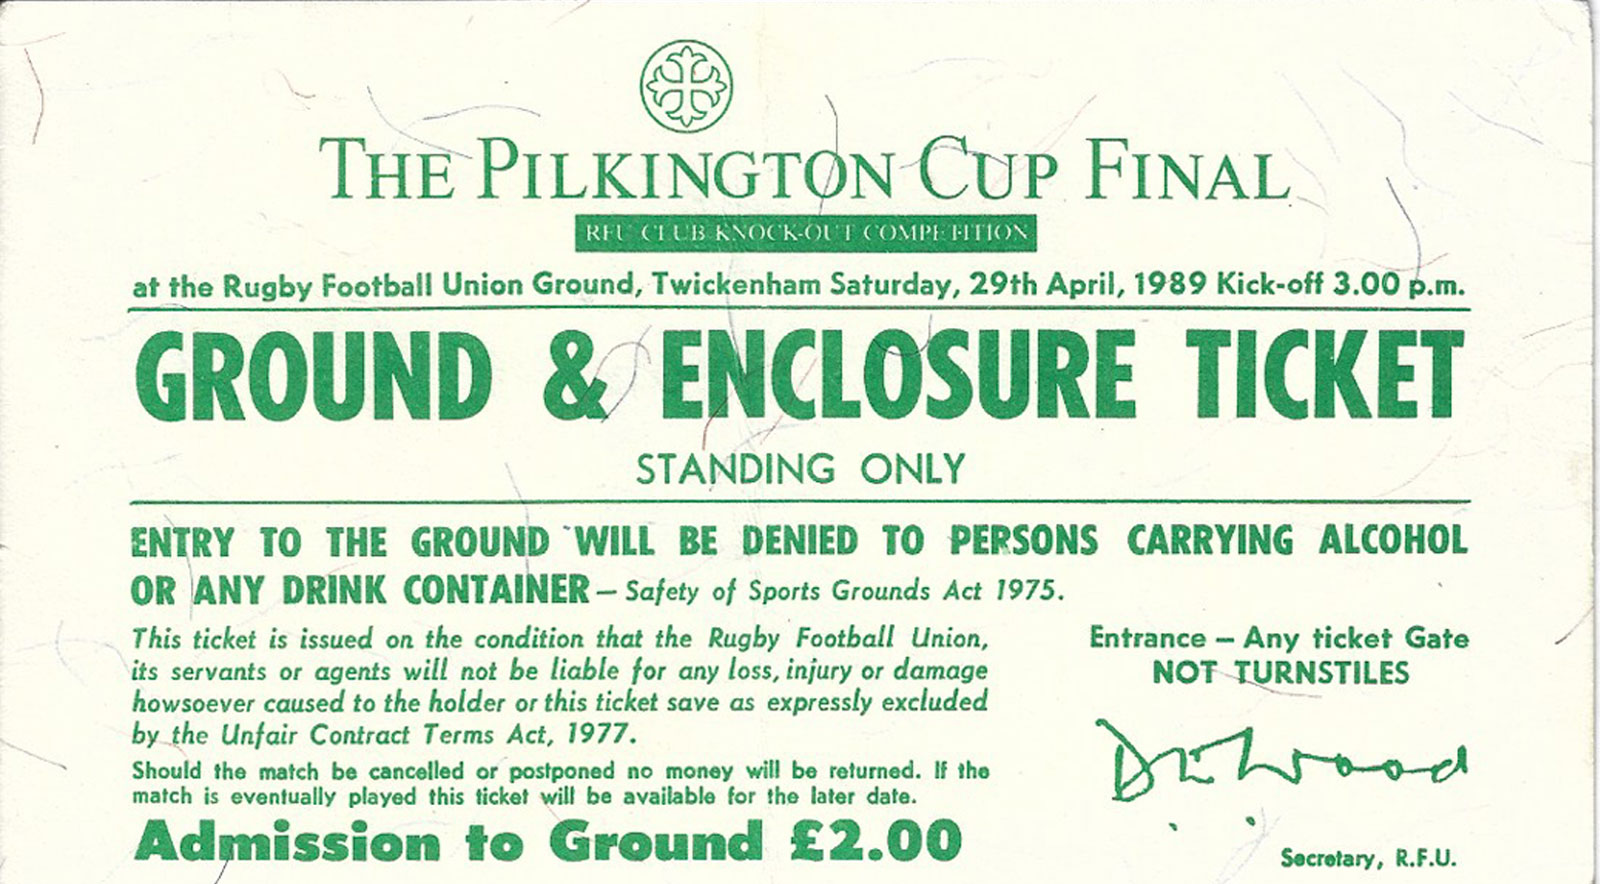 THE PILKINGTON CUP FINAL
RFU CLUB KNOCK-OUT COMPETITION
at the Rugby Football Union Ground, Twickenham Saturday, 29th April, 1989 Kick-off 3.00 p.m.
GROUND & ENCLOSURE TICKET
STANDING ONLY
ENTRY TO THE GROUND WILL BE DENIED TO PERSONS CARRYING ALCOHOL
OR ANY DRINK CONTAINER – Safety of Sports Grounds Act 1975.
This ticket is issued on the condition that the Rugby Football Union,
its servants or agents will not be liable for any loss, injury or damage
howsoever caused to the holder or this ticket save as expressly excluded
by the Unfair Contract Terms Act, 1977.
Should the match be cancelled or postponed no money will be returned. If the
match is eventually played this ticket will be available for the later date.
Admission to Ground £2.00
Entrance – Any ticket Gate
NOT TURNSTILES
Secretary, R.F.U.